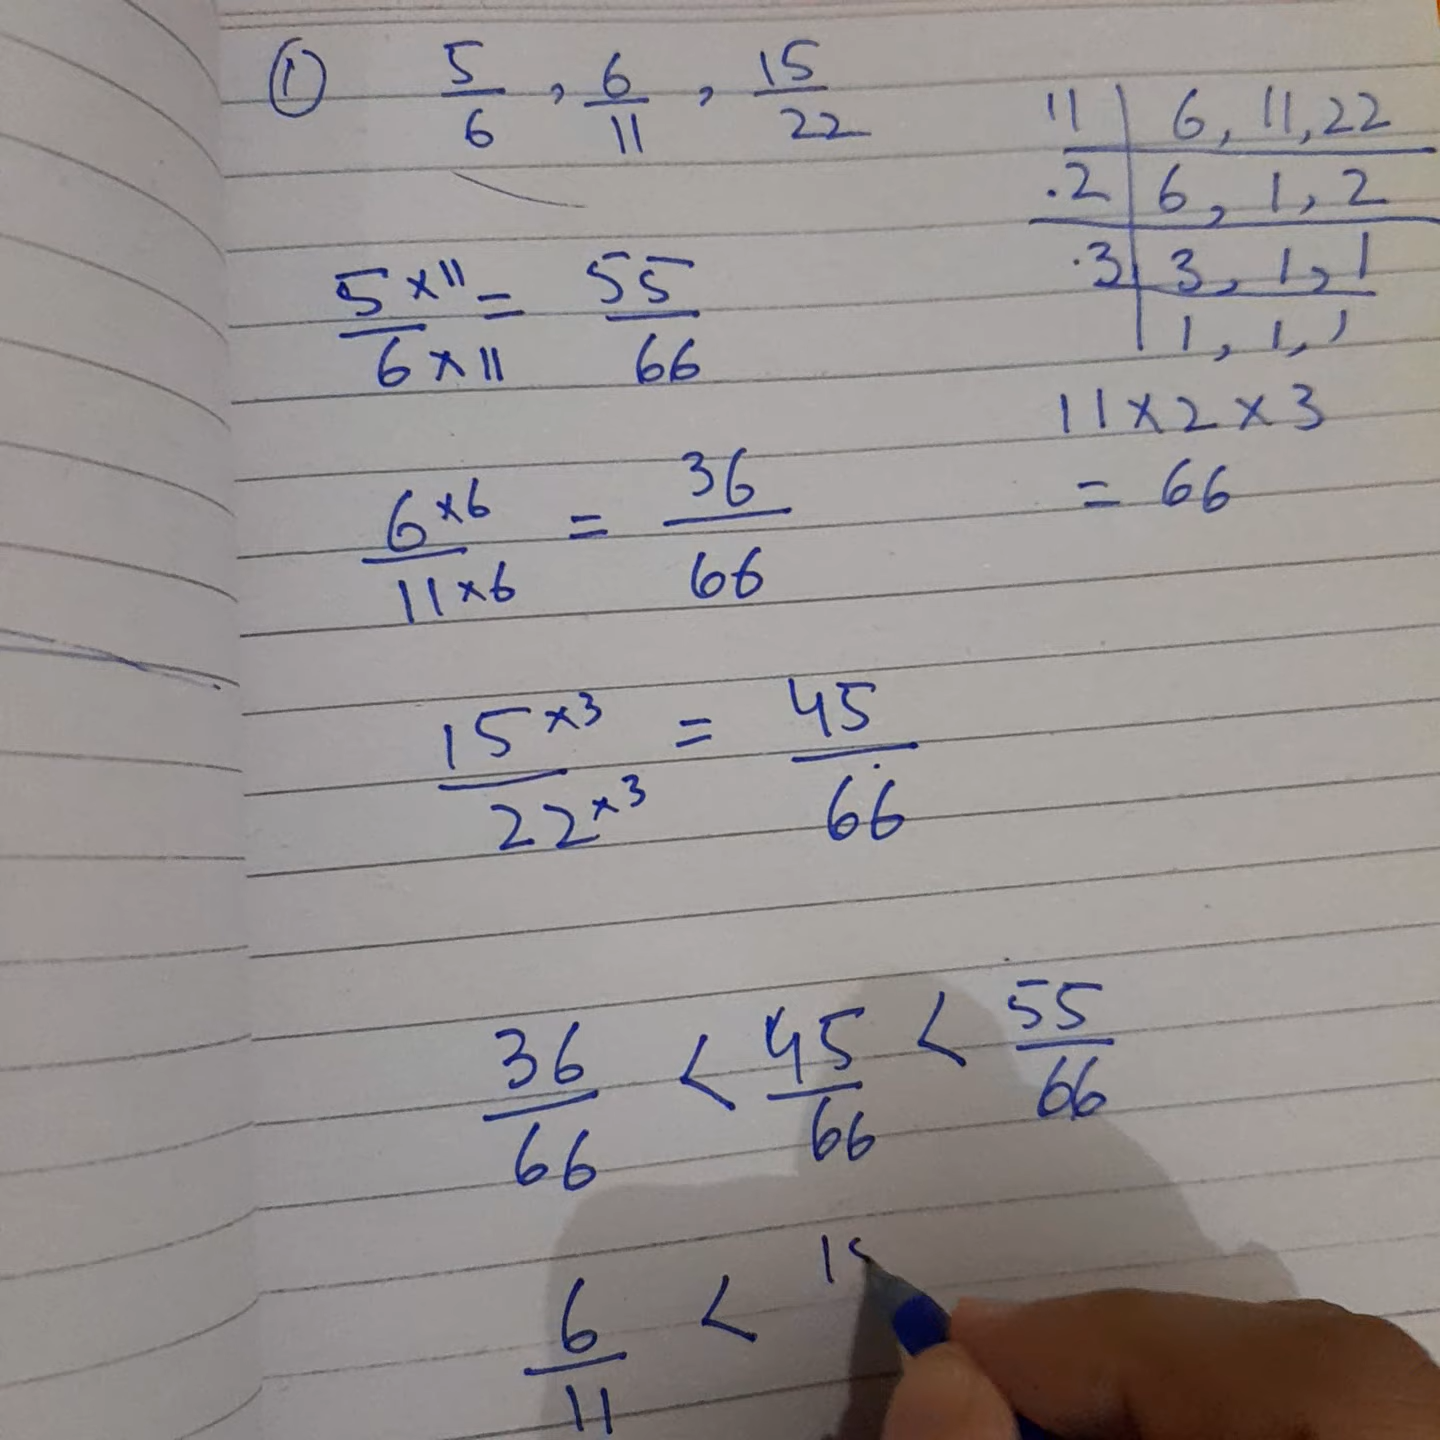 ① 5/6 , 6/11 , 15/22
11 | 6, 11, 22
.2 | 6, 1, 2
.3 | 3, 1, 1
1, 1, 1
11 × 2 × 3
= 66
5 × 11 / 6 × 11 = 55/66
6 × 6 / 11 × 6 = 36/66
15 × 3 / 22 × 3 = 45/66
36/66 < 45/66 < 55/66
6/11 < 15